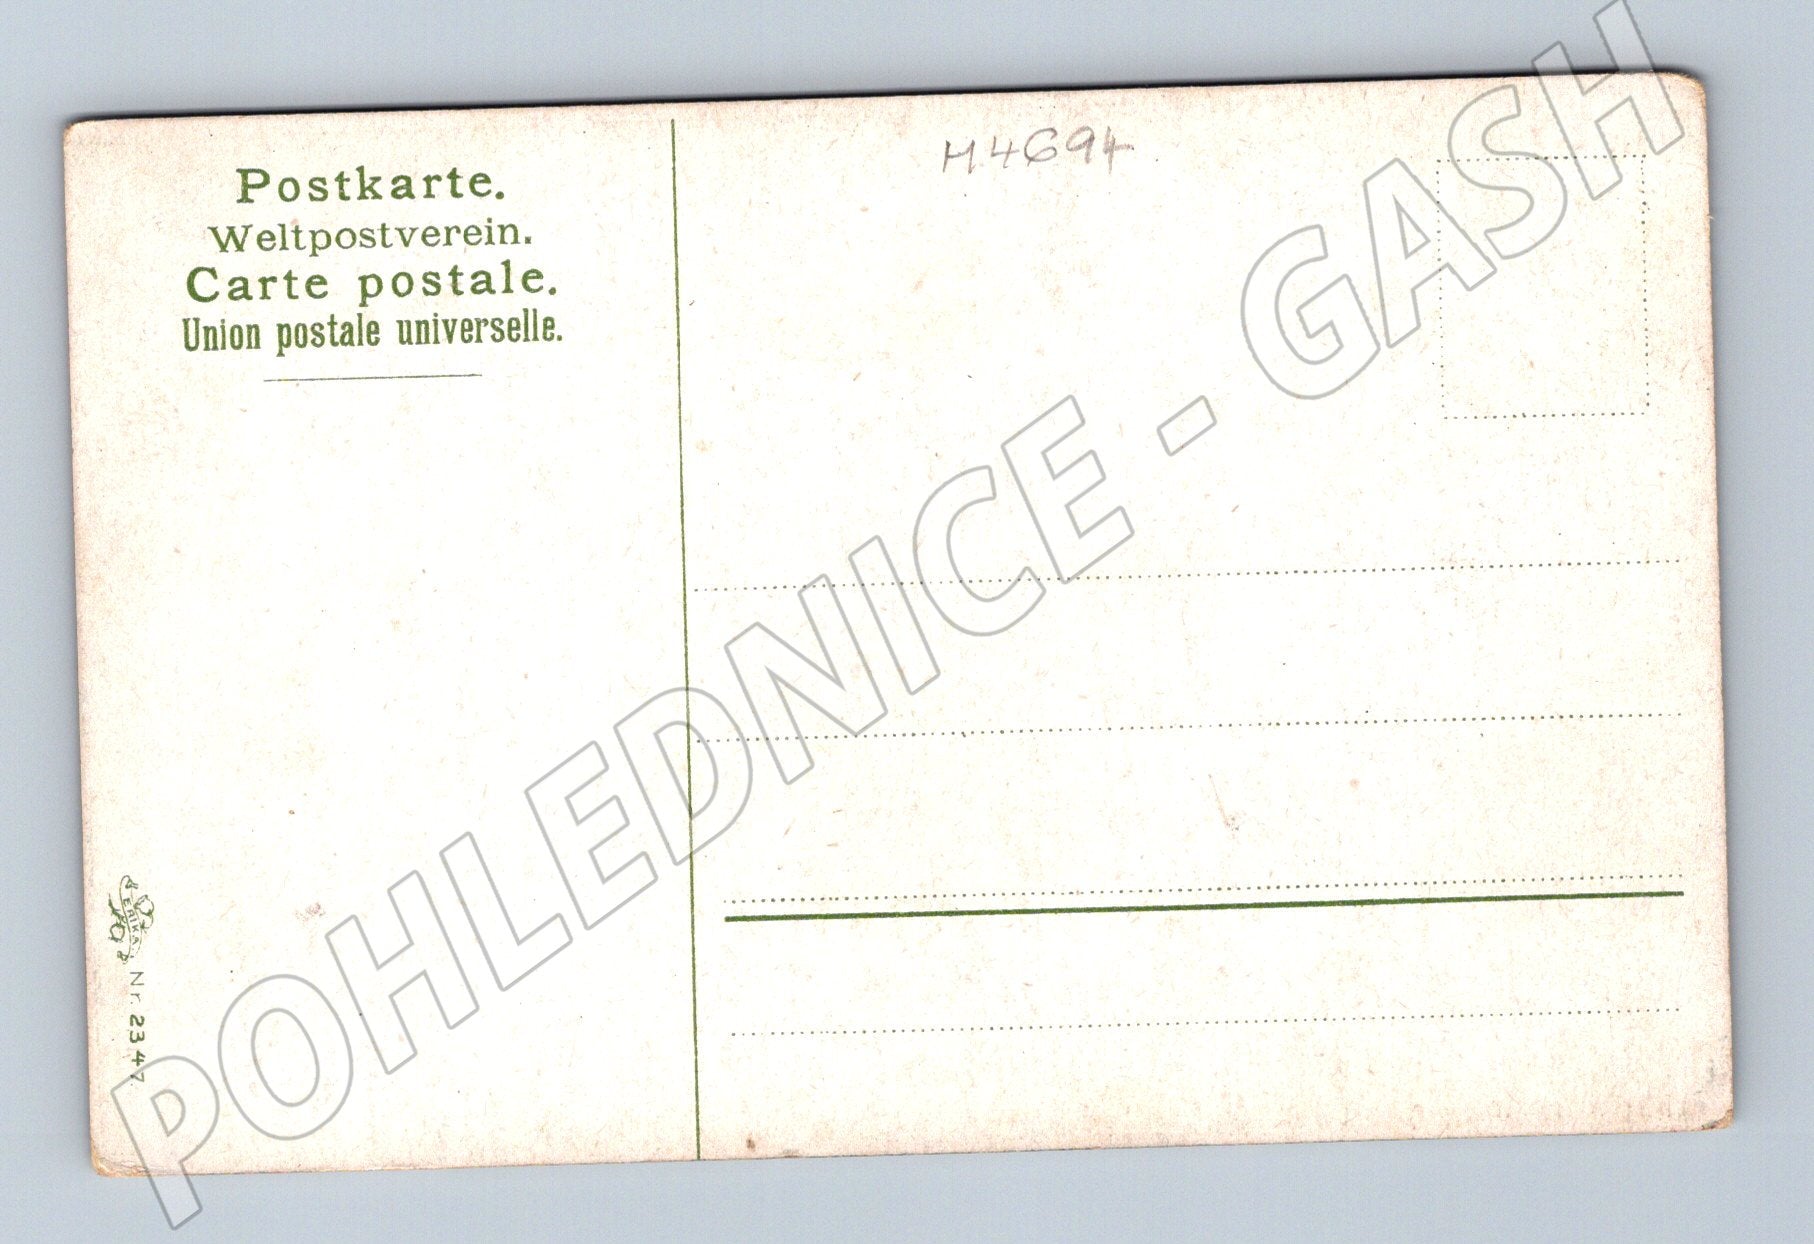 Postkarte.
Weltpostverein.
Carte postale.
Union postale universelle.
M4694
ERIKA
Nr. 2347
POHLEDNICE - GASH